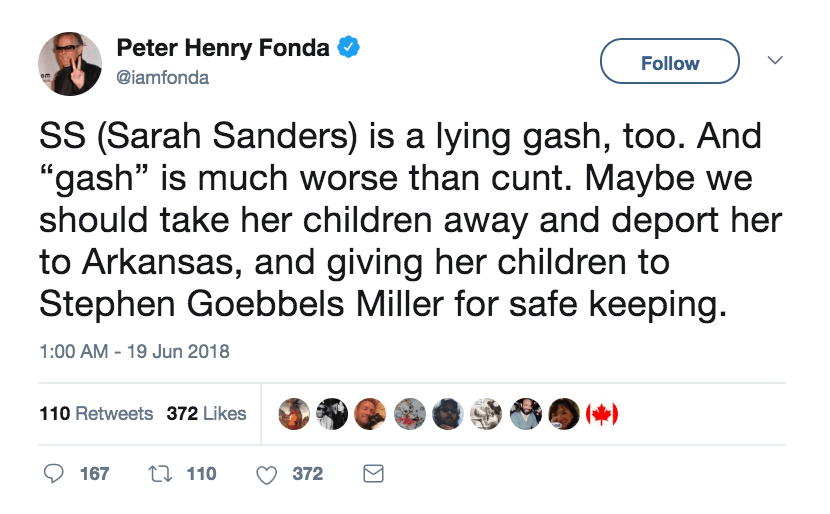 Peter Henry Fonda
@iamfonda
Follow
SS (Sarah Sanders) is a lying gash, too. And
“gash” is much worse than cunt. Maybe we
should take her children away and deport her
to Arkansas, and giving her children to
Stephen Goebbels Miller for safe keeping.
1:00 AM - 19 Jun 2018
110 Retweets 372 Likes
167 110 372